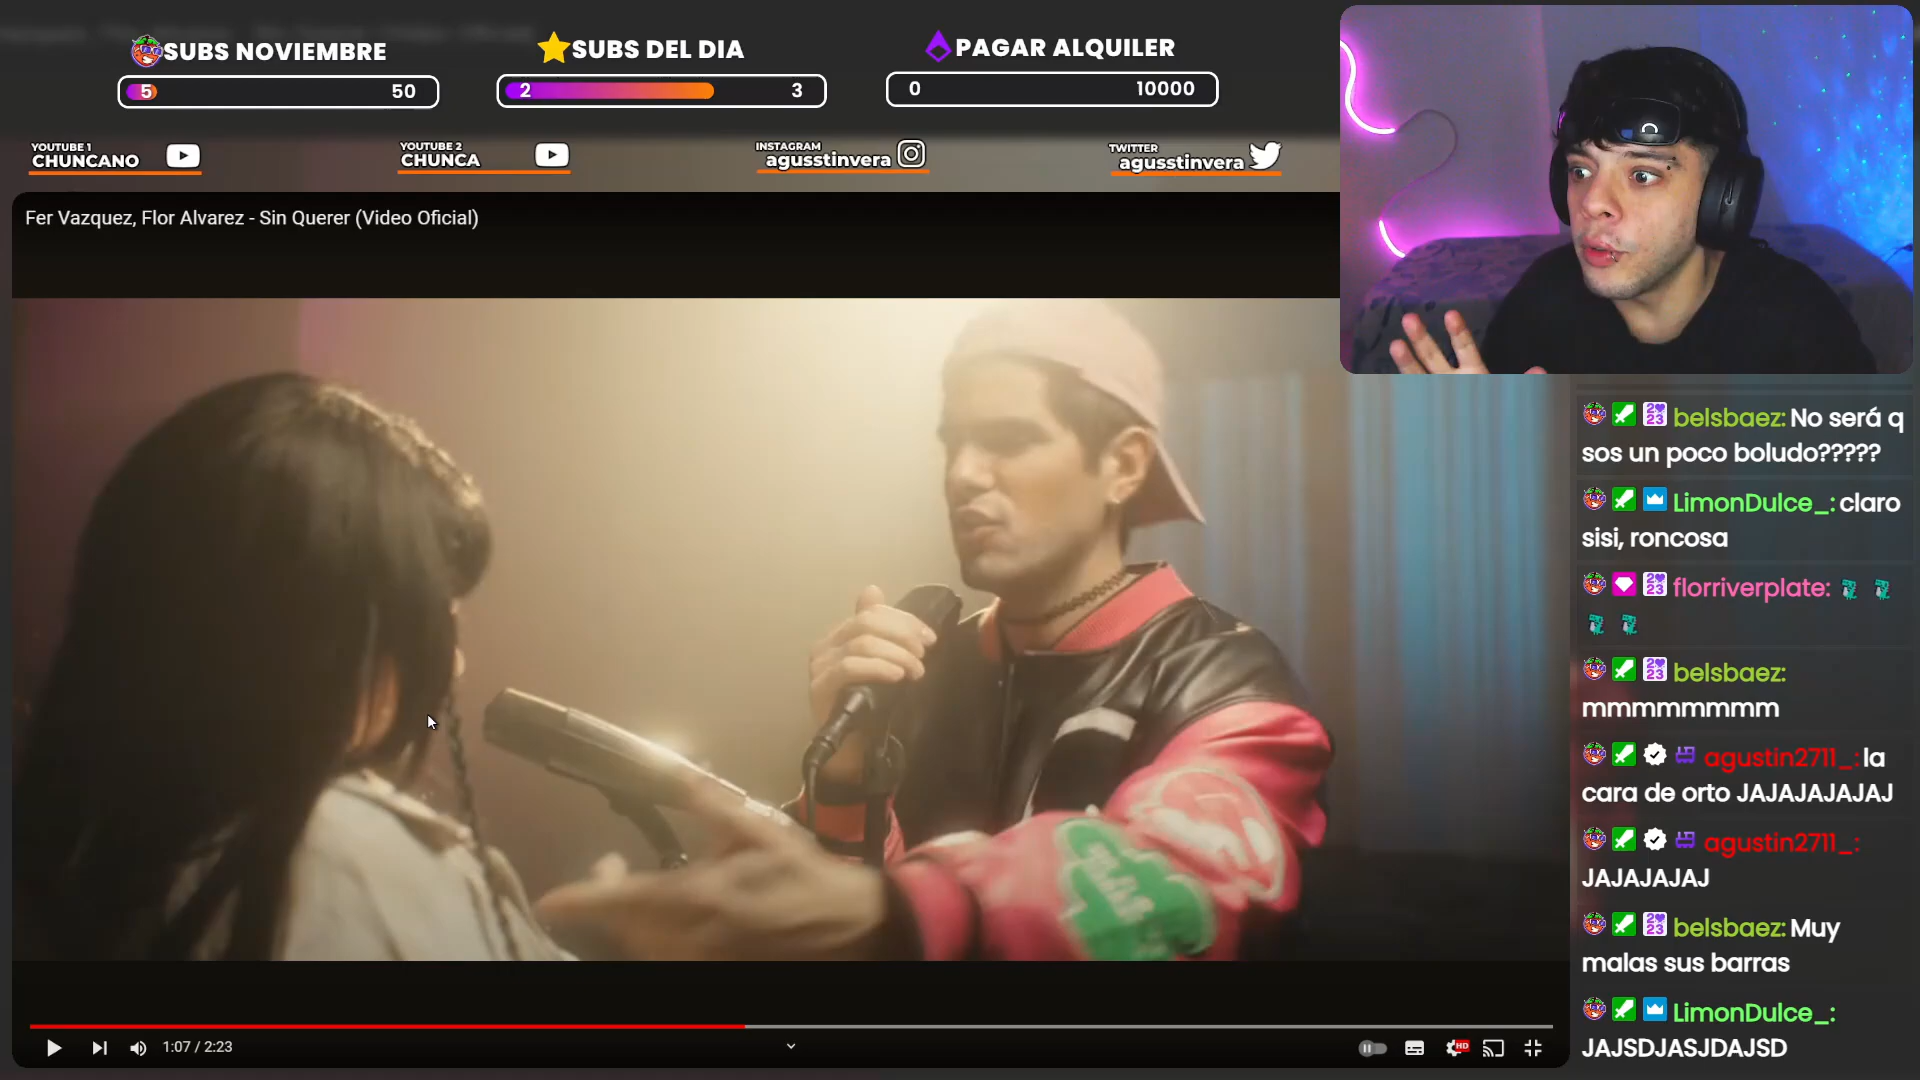 SUBS NOVIEMBRE
5 50
SUBS DEL DIA
2 3
PAGAR ALQUILER
0 10000
YOUTUBE 1
CHUNCANO
YOUTUBE 2
CHUNCA
INSTAGRAM
agusstinvera
TWITTER
agusstinvera
Fer Vazquez, Flor Alvarez - Sin Querer (Video Oficial)
belsbaez: No será q
sos un poco boludo?????
LimonDulce_: claro
sisi, roncosa
florriverplate:
belsbaez:
mmmmmmmm
agustin2711_: la
cara de orto JAJAJAJAJAJ
agustin2711_:
JAJAJAJAJ
belsbaez: Muy
malas sus barras
LimonDulce_:
JAJSDJASJDAJSD
1:07 / 2:23
HD